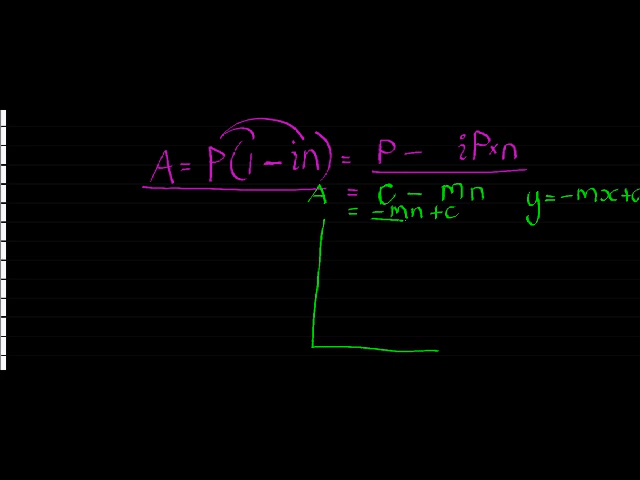 A = P(1 - in) = P - iP×n
A = C - mn y = -mx+c
= -mn + c